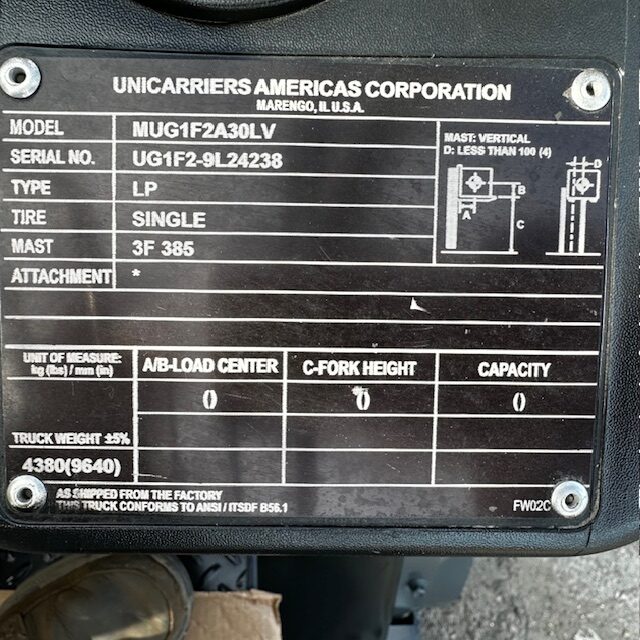 UNICARRIERS AMERICAS CORPORATION
MARENGO, IL U.S.A.
MODEL MUG1F2A30LV
SERIAL NO. UG1F2-9L24238
TYPE LP
TIRE SINGLE
MAST 3F 385
ATTACHMENT *
MAST: VERTICAL
D: LESS THAN 100 (4)
D
B
A
C
UNIT OF MEASURE:
kg (lbs) / mm (in)
A/B-LOAD CENTER C-FORK HEIGHT CAPACITY
0 0 0
TRUCK WEIGHT ±5%
4380(9640)
AS SHIPPED FROM THE FACTORY
THIS TRUCK CONFORMS TO ANSI / ITSDF B56.1
FW02C